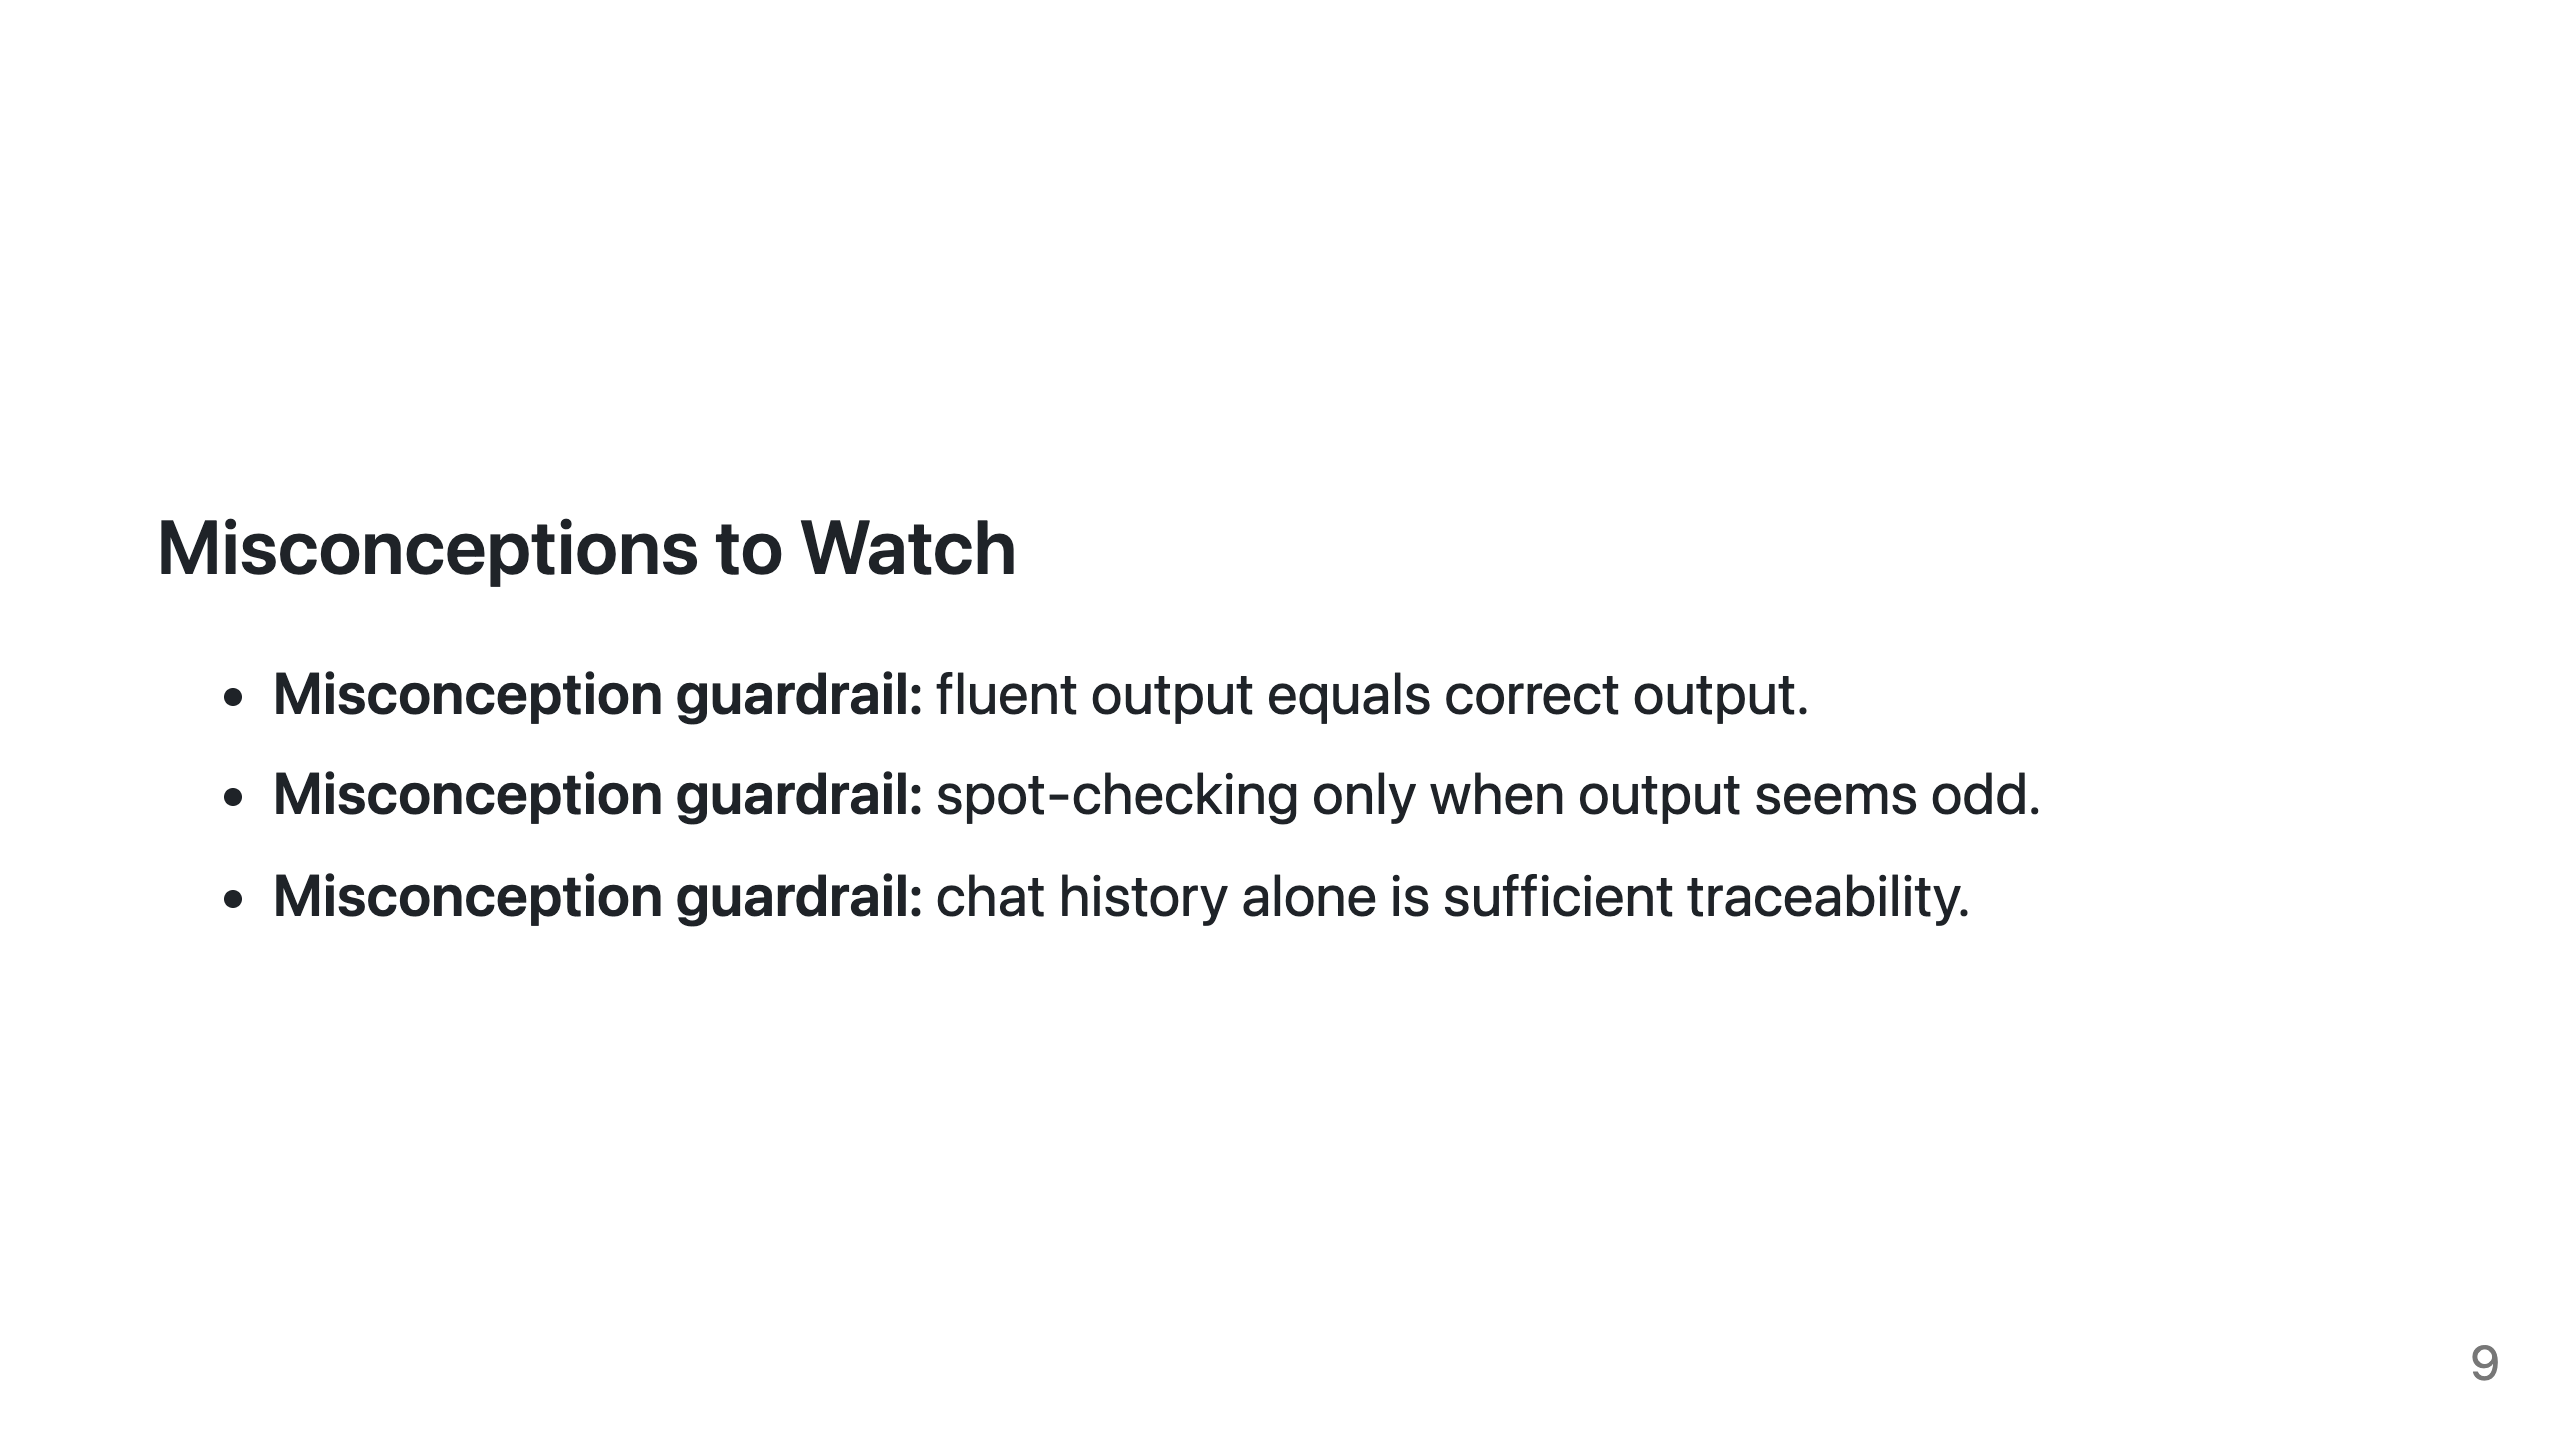 Misconceptions to Watch
• Misconception guardrail: fluent output equals correct output.
• Misconception guardrail: spot-checking only when output seems odd.
• Misconception guardrail: chat history alone is sufficient traceability.
9